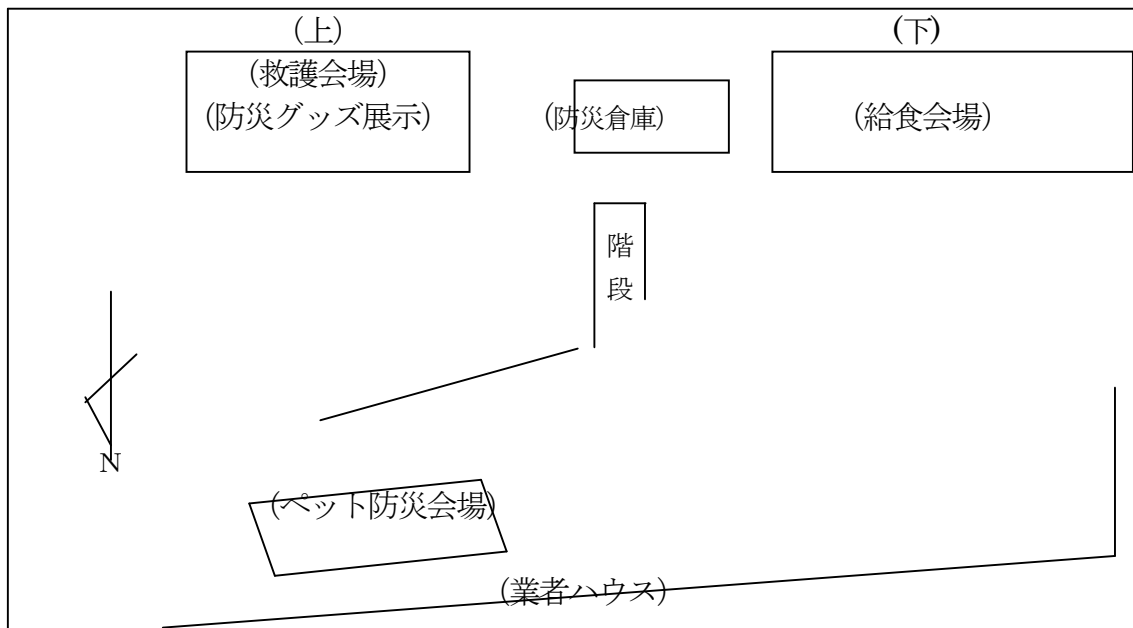 (上)
(下)
(救護会場)
(防災グッズ展示)
(防災倉庫)
(給食会場)
階
段
N
(ペット防災会場)
(業者ハウス)